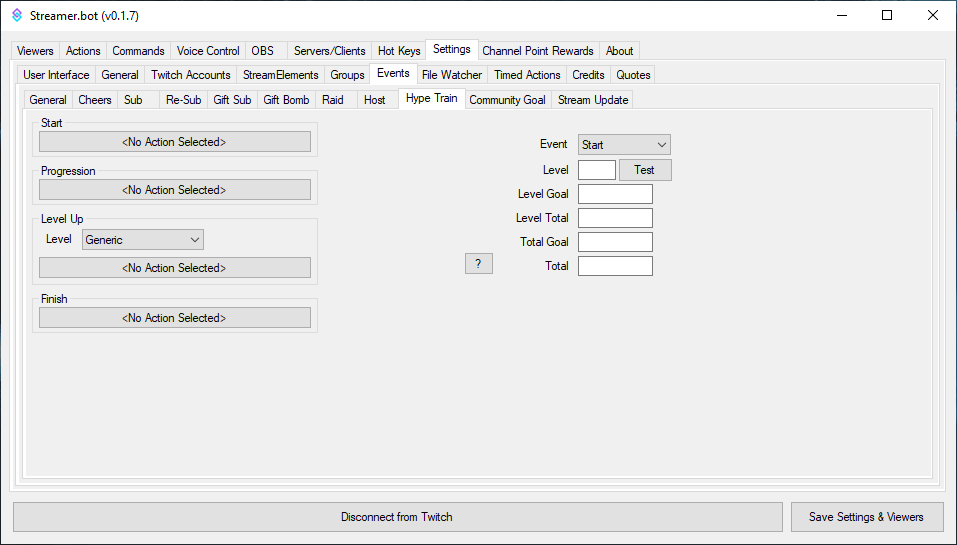 Streamer.bot (v0.1.7)
Viewers Actions Commands Voice Control OBS Servers/Clients Hot Keys Settings Channel Point Rewards About
User Interface General Twitch Accounts StreamElements Groups Events File Watcher Timed Actions Credits Quotes
General Cheers Sub Re-Sub Gift Sub Gift Bomb Raid Host Hype Train Community Goal Stream Update
Start
<No Action Selected>
Progression
<No Action Selected>
Level Up
Level Generic
<No Action Selected>
Finish
<No Action Selected>
Event Start
Level Test
Level Goal
Level Total
Total Goal
? Total
Disconnect from Twitch Save Settings & Viewers